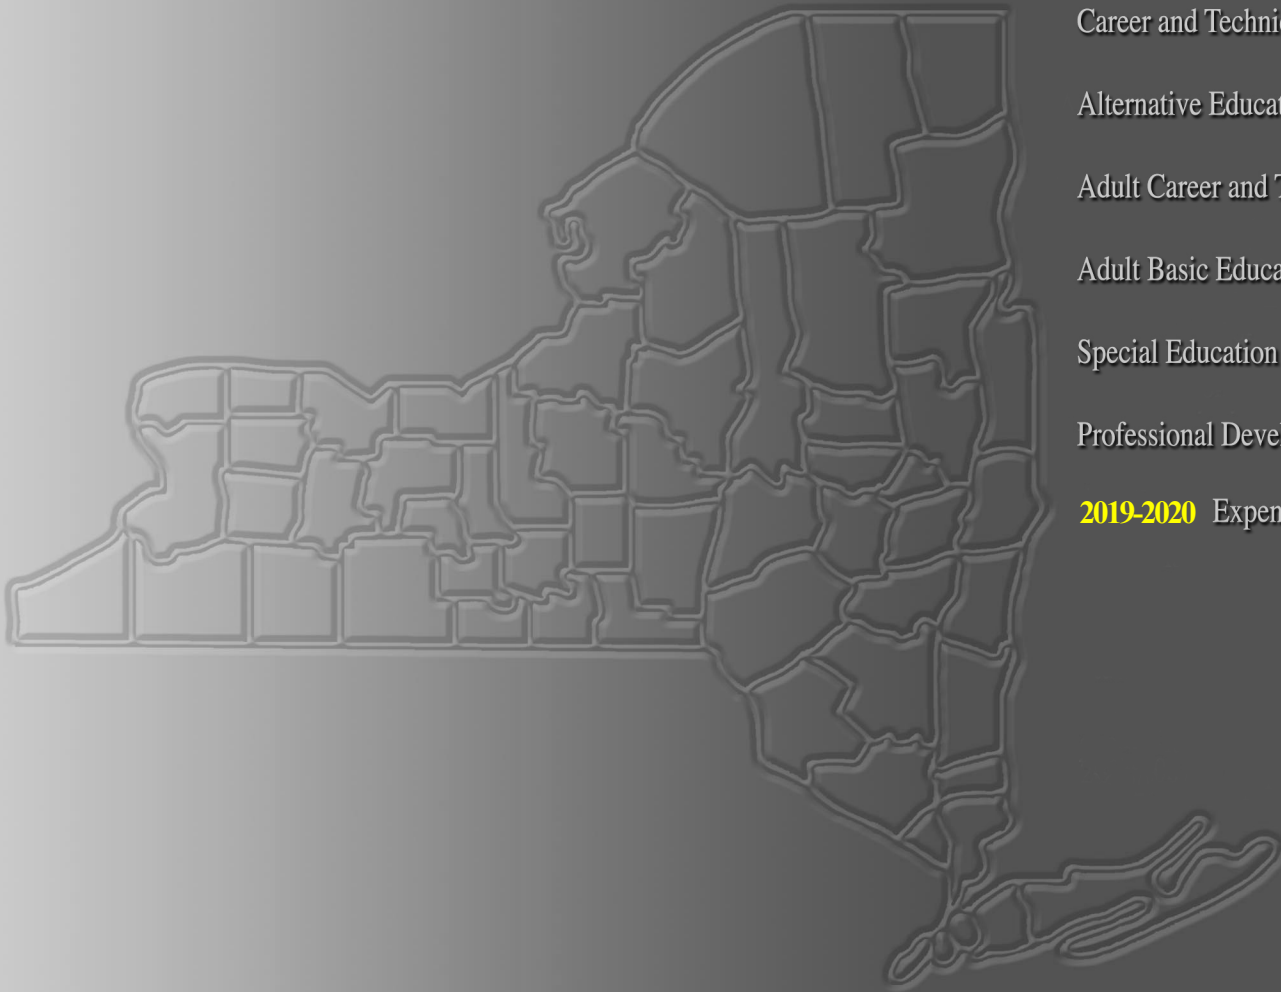 Career and Techni
Alternative Educat
Adult Career and T
Adult Basic Educa
Special Education
Professional Deve
2019-2020 Expen